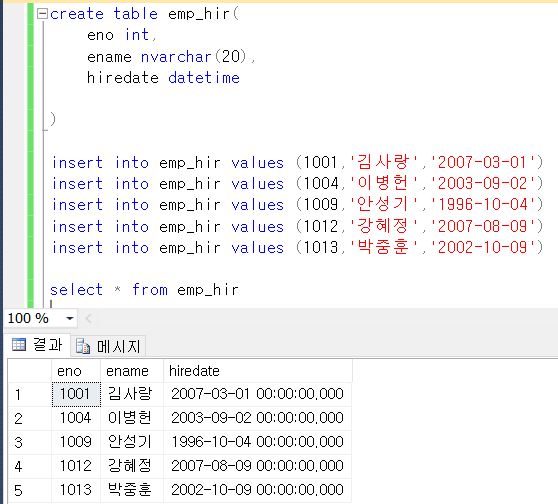 create table emp_hir(
eno int,
ename nvarchar(20),
hiredate datetime
)
insert into emp_hir values (1001,'김사랑','2007-03-01')
insert into emp_hir values (1004,'이병헌','2003-09-02')
insert into emp_hir values (1009,'안성기','1996-10-04')
insert into emp_hir values (1012,'강혜정','2007-08-09')
insert into emp_hir values (1013,'박중훈','2002-10-09')
select * from emp_hir
100 %
결과 메시지
eno ename hiredate
1 1001 김사랑 2007-03-01 00:00:00,000
2 1004 이병헌 2003-09-02 00:00:00,000
3 1009 안성기 1996-10-04 00:00:00,000
4 1012 강혜정 2007-08-09 00:00:00,000
5 1013 박중훈 2002-10-09 00:00:00,000